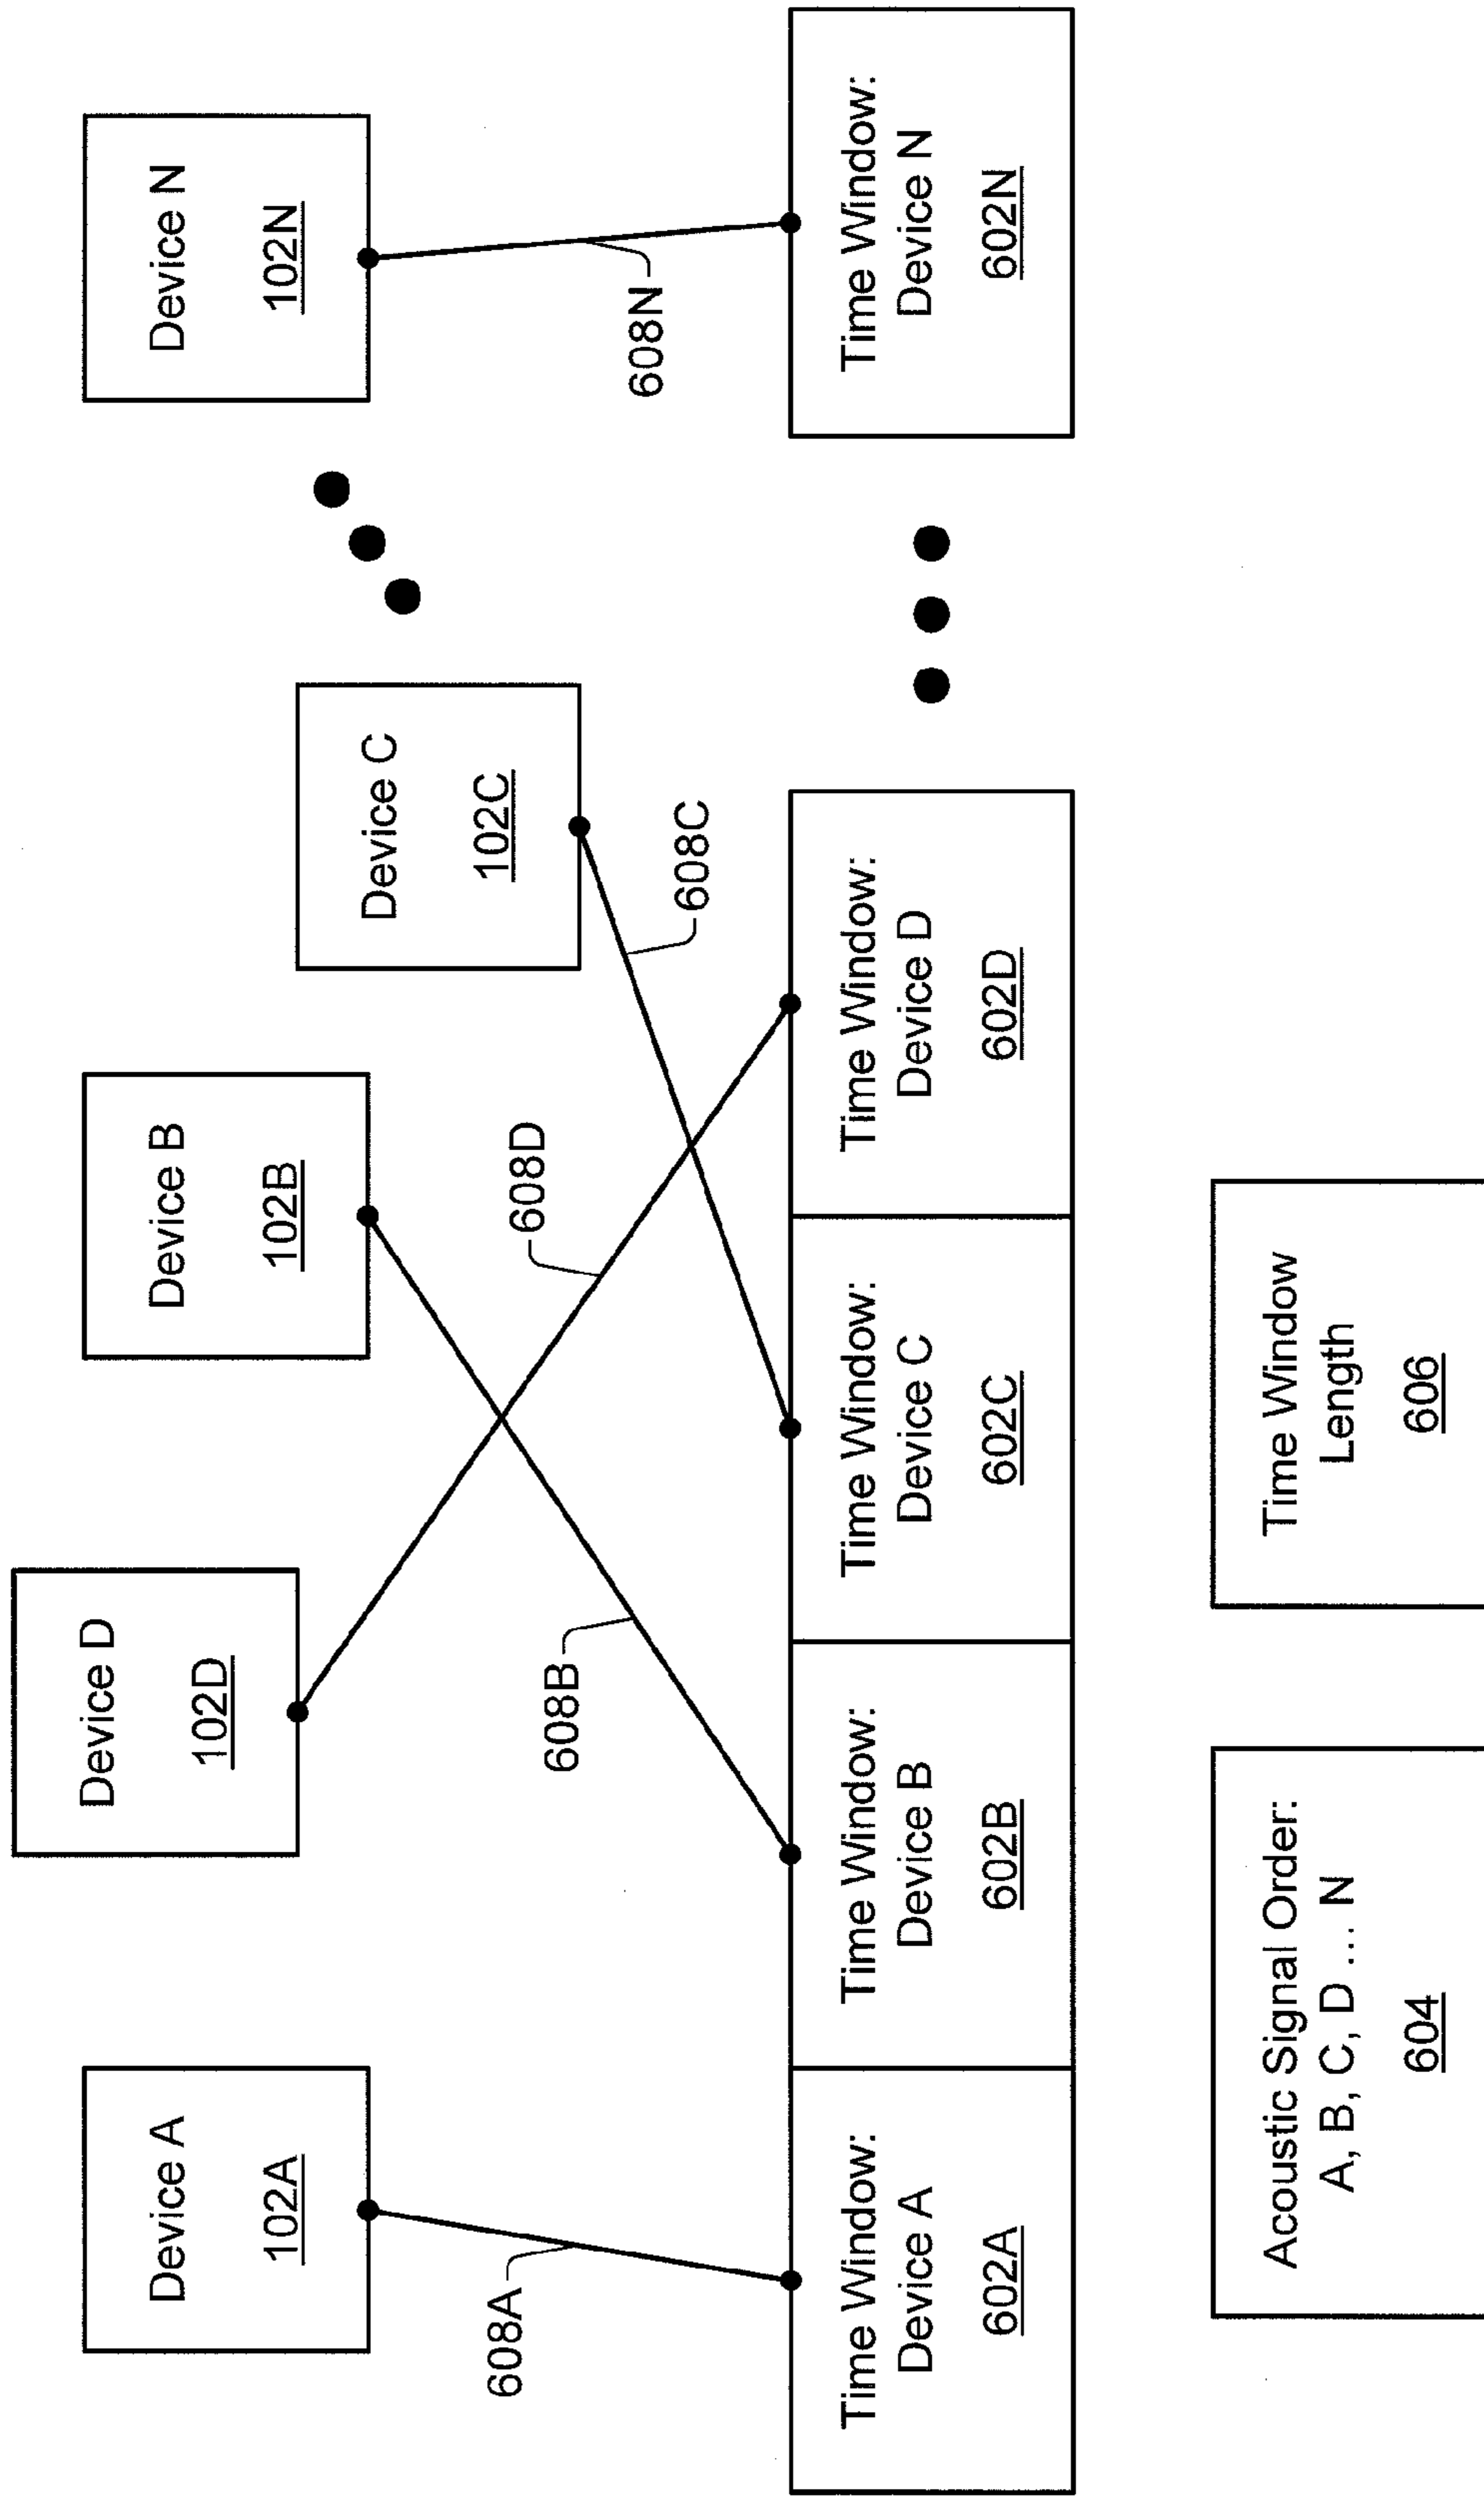 Device D
102D
Device A
102A
Device B
102B
Device N
102N
Device C
102C
608A
608B
608D
608C
608N
Time Window:
Device A
602A
Time Window:
Device B
602B
Time Window:
Device C
602C
Time Window:
Device D
602D
Time Window:
Device N
602N
Acoustic Signal Order:
A, B, C, D ... N
604
Time Window
Length
606